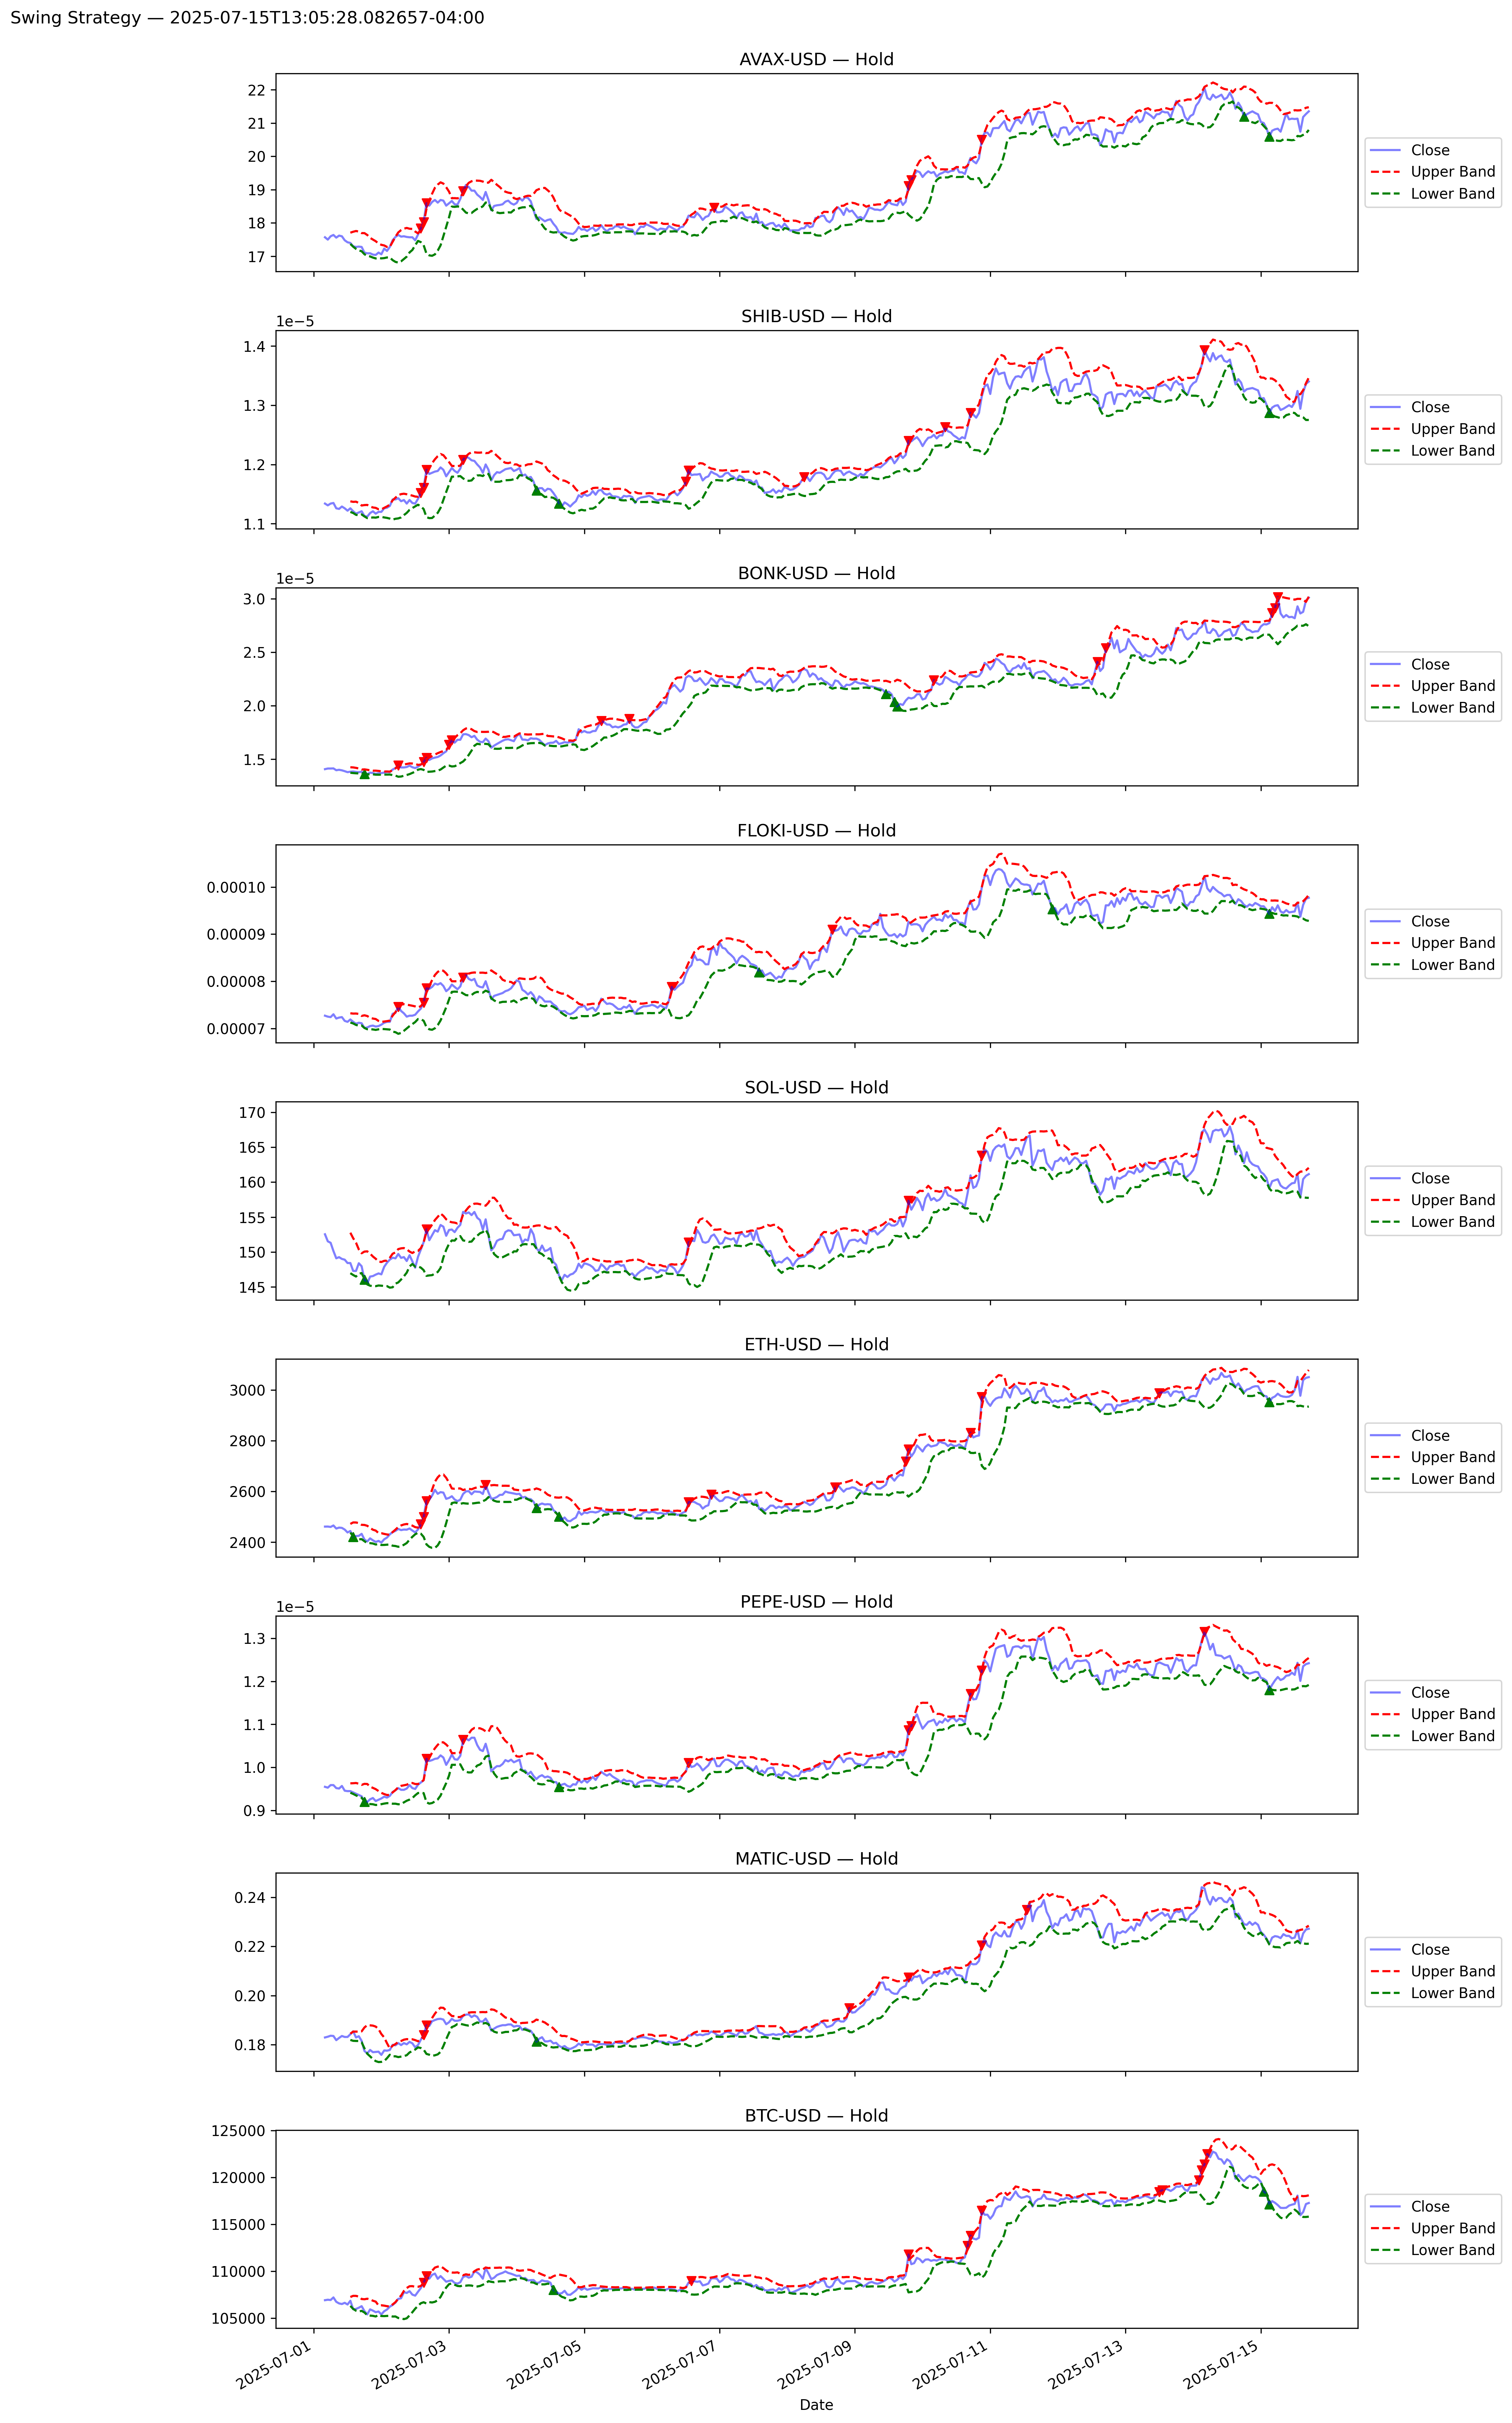 Swing Strategy — 2025-07-15T13:05:28.082657-04:00
AVAX-USD — Hold
22
21
20
19
18
17
Close
Upper Band
Lower Band
SHIB-USD — Hold
1e−5
1.4
1.3
1.2
1.1
Close
Upper Band
Lower Band
BONK-USD — Hold
1e−5
3.0
2.5
2.0
1.5
Close
Upper Band
Lower Band
FLOKI-USD — Hold
0.00010
0.00009
0.00008
0.00007
Close
Upper Band
Lower Band
SOL-USD — Hold
170
165
160
155
150
145
Close
Upper Band
Lower Band
ETH-USD — Hold
3000
2800
2600
2400
Close
Upper Band
Lower Band
PEPE-USD — Hold
1e−5
1.3
1.2
1.1
1.0
0.9
Close
Upper Band
Lower Band
MATIC-USD — Hold
0.24
0.22
0.20
0.18
Close
Upper Band
Lower Band
BTC-USD — Hold
125000
120000
115000
110000
105000
Close
Upper Band
Lower Band
2025-07-01
2025-07-03
2025-07-05
2025-07-07
2025-07-09
2025-07-11
2025-07-13
2025-07-15
Date